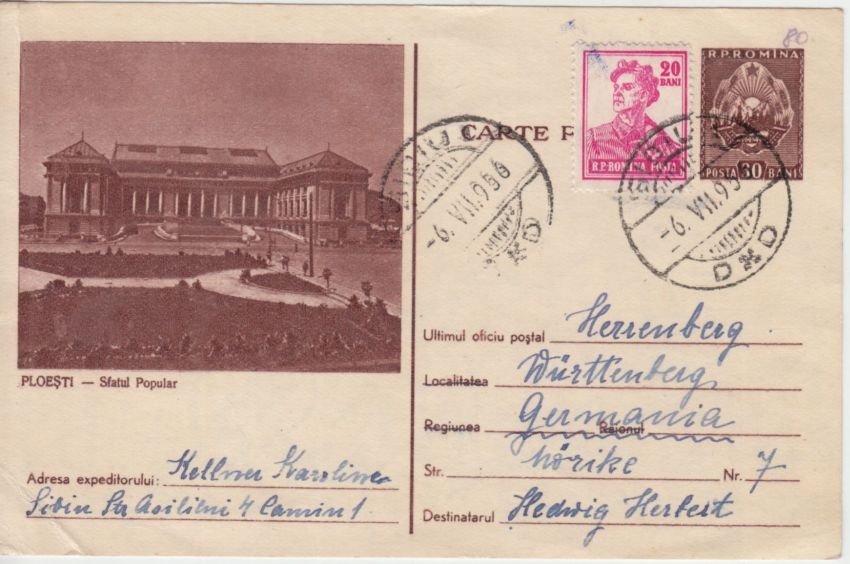 80.
R.P.ROMINA
20
BANI
CARTE P
R.P.ROMINA POSTA
POSTA 30 BANI
-6. VII.956
D D
-6. VII.95
D D
PLOEȘTI — Sfatul Popular
Ultimul oficiu poștal Herrenberg
Localitatea Württenberg
Regiunea Germania Raionul
Str. Mörike Nr. 7
Destinatarul Hedwig Herbert
Adresa expeditorului: Kellner Karoline
Sibiu Str Asilului 4 Camin 1